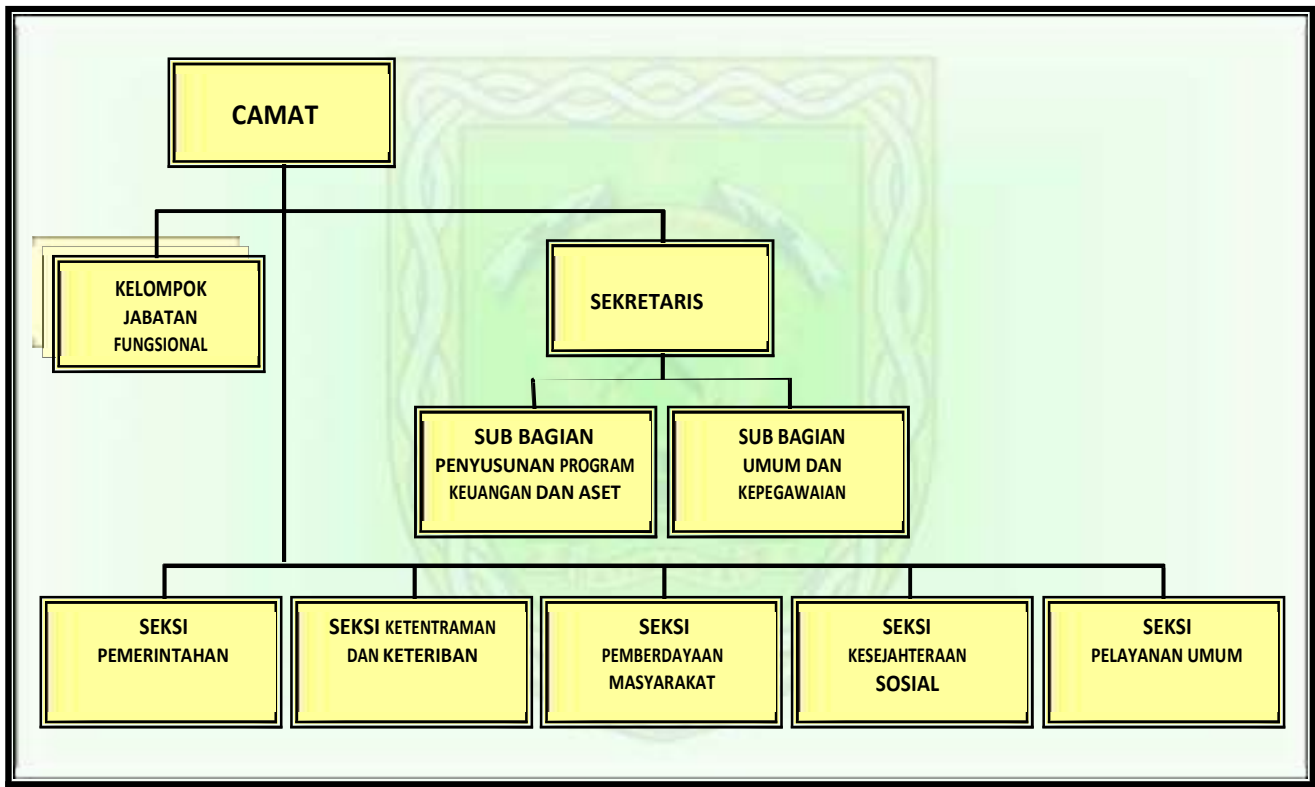 CAMAT
KELOMPOK
JABATAN
FUNGSIONAL
SEKRETARIS
SUB BAGIAN
PENYUSUNAN PROGRAM
KEUANGAN DAN ASET
SUB BAGIAN
UMUM DAN
KEPEGAWAIAN
SEKSI
PEMERINTAHAN
SEKSI KETENTRAMAN
DAN KETERIBAN
SEKSI
PEMBERDAYAAN
MASYARAKAT
SEKSI
KESEJAHTERAAN
SOSIAL
SEKSI
PELAYANAN UMUM